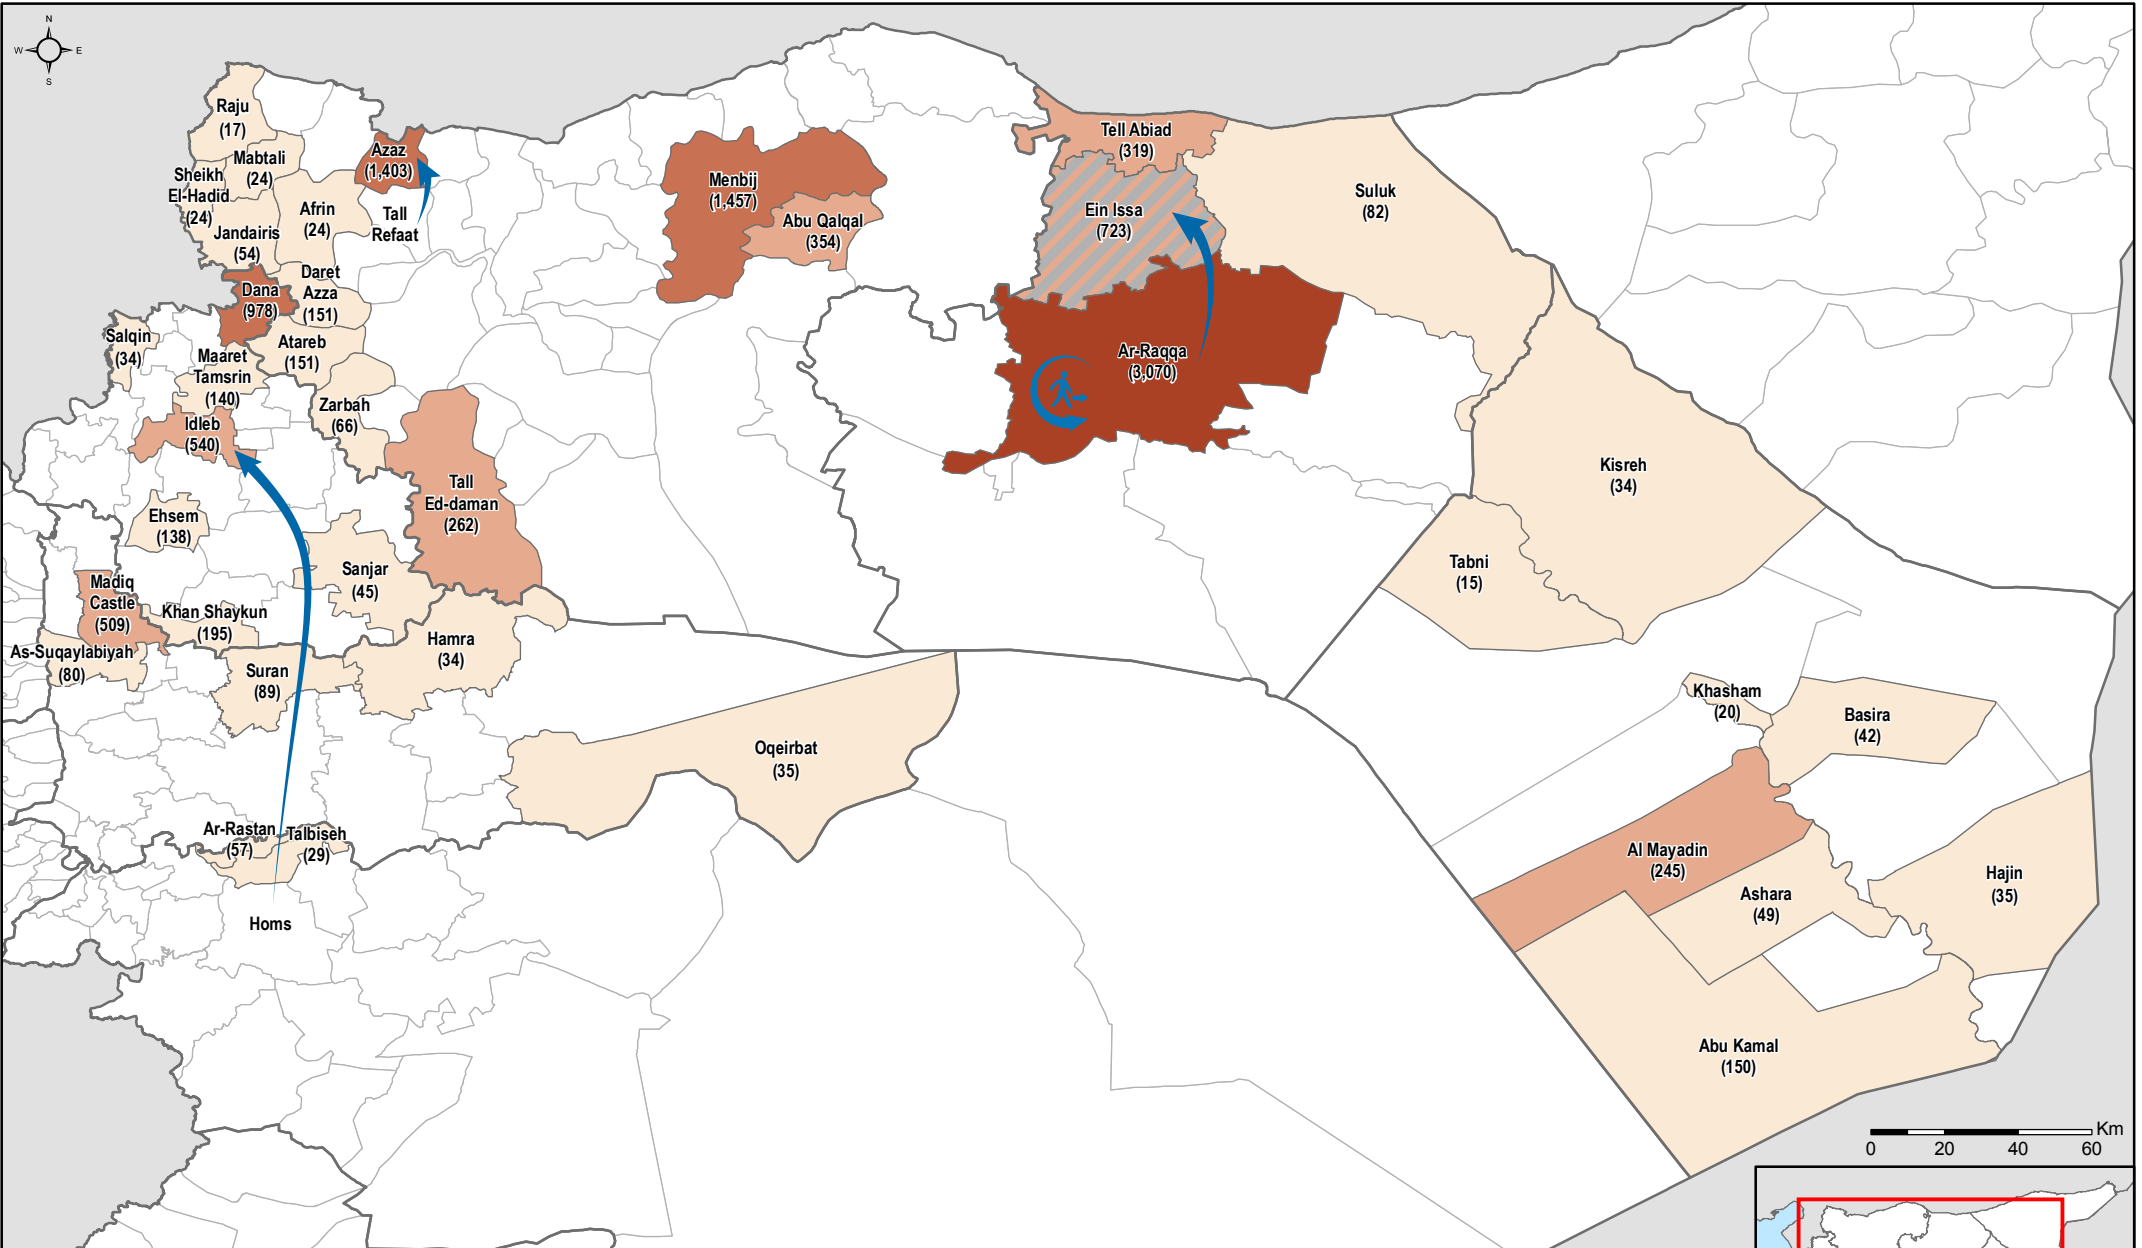 N
W
E
S
Raju
(17)
Mabtali
(24)
Sheikh
El-Hadid
(24)
Afrin
(24)
Jandairis
(54)
Azaz
(1,403)
Tall
Refaat
Daret
Azza
(151)
Dana
(978)
Salqin
(34)
Atareb
(151)
Maaret
Tamsrin
(140)
Zarbah
(66)
Idleb
(540)
Tall
Ed-daman
(262)
Ehsem
(138)
Sanjar
(45)
Madiq
Castle
(509)
Khan Shaykun
(195)
As-Suqaylabiyah
(80)
Suran
(89)
Hamra
(34)
Oqeirbat
(35)
Ar-Rastan
(57)
Talbiseh
(29)
Homs
Menbij
(1,457)
Abu Qalqal
(354)
Tell Abiad
(319)
Ein Issa
(723)
Suluk
(82)
Ar-Raqqa
(3,070)
Kisreh
(34)
Tabni
(15)
Khasham
(20)
Basira
(42)
Al Mayadin
(245)
Ashara
(49)
Hajin
(35)
Abu Kamal
(150)
Km
0 20 40 60